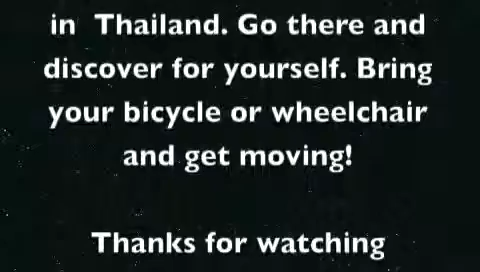 in  Thailand. Go there and
discover for yourself. Bring
your bicycle or wheelchair
and get moving!
Thanks for watching